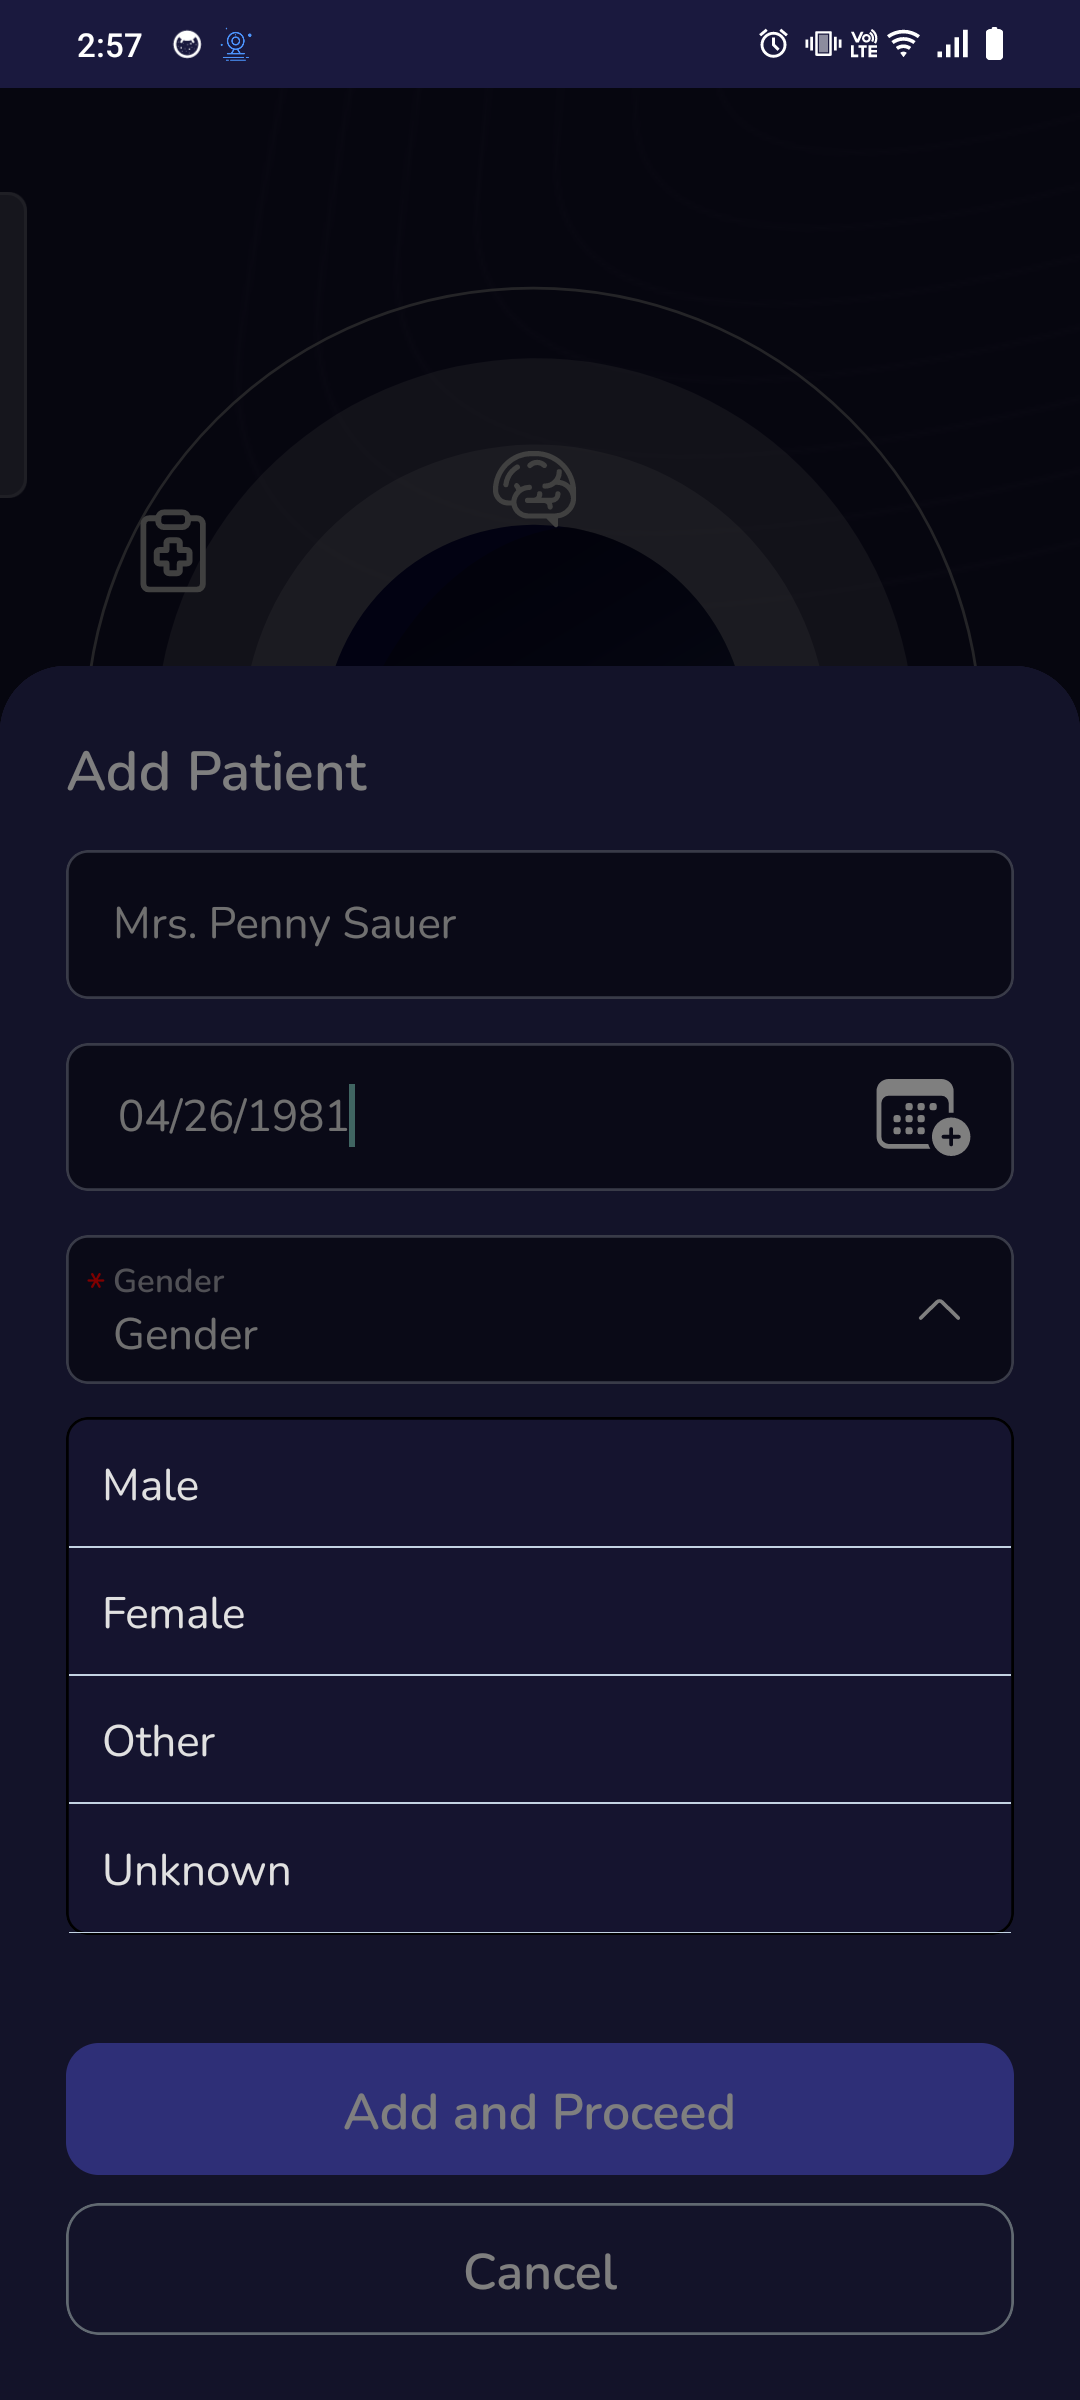 2:57
Vo LTE
Add Patient
Mrs. Penny Sauer
04/26/1981
* Gender
Gender
Male
Female
Other
Unknown
Add and Proceed
Cancel